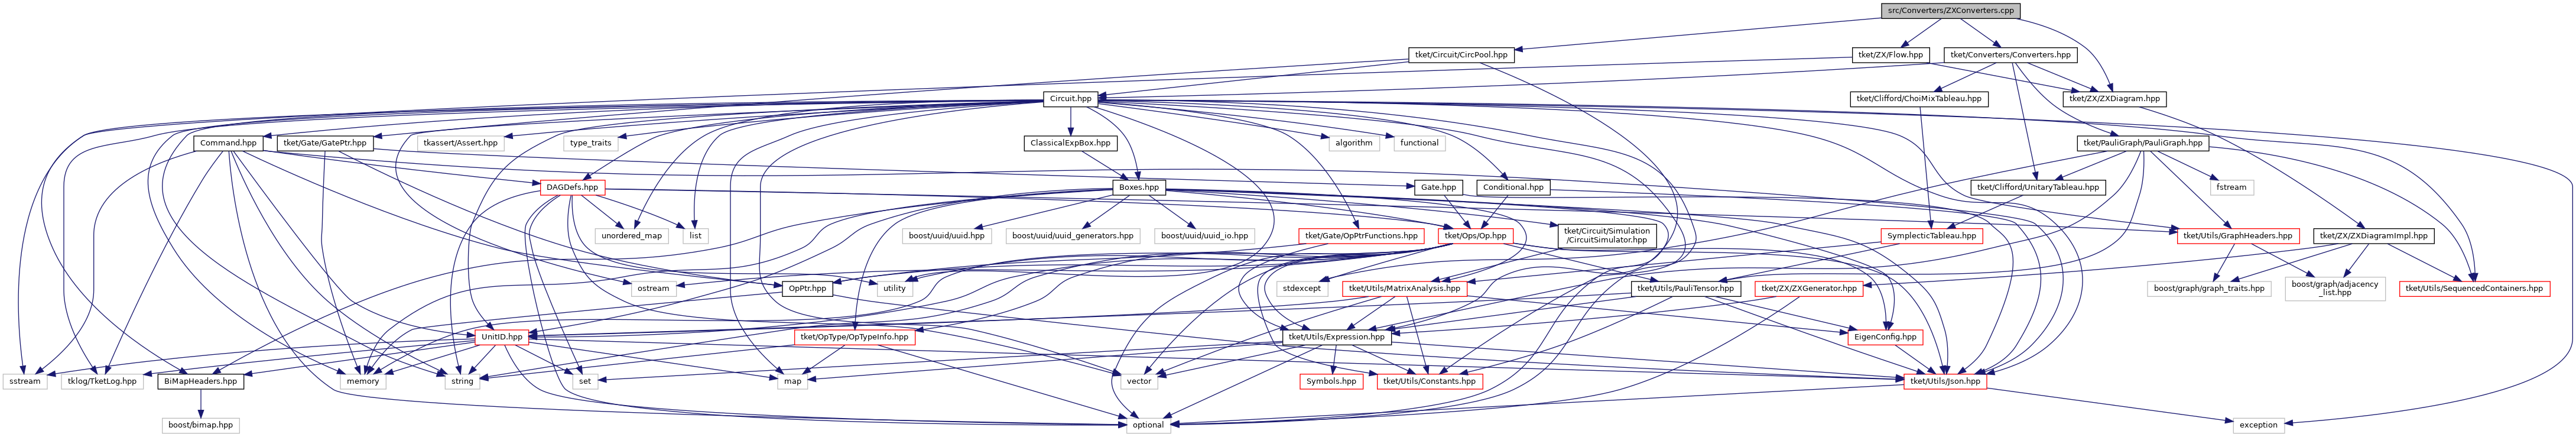 src/Converters/ZXConverters.cpp
tket/Circuit/CircPool.hpp
tket/ZX/Flow.hpp
tket/Converters/Converters.hpp
Circuit.hpp
tket/Clifford/ChoiMixTableau.hpp
tket/ZX/ZXDiagram.hpp
Command.hpp
tket/Gate/GatePtr.hpp
tkassert/Assert.hpp
type_traits
ClassicalExpBox.hpp
algorithm
functional
tket/PauliGraph/PauliGraph.hpp
DAGDefs.hpp
Boxes.hpp
Gate.hpp
Conditional.hpp
tket/Clifford/UnitaryTableau.hpp
fstream
unordered_map
list
boost/uuid/uuid.hpp
boost/uuid/uuid_generators.hpp
boost/uuid/uuid_io.hpp
tket/Gate/OpPtrFunctions.hpp
tket/Ops/Op.hpp
tket/Circuit/Simulation
/CircuitSimulator.hpp
SymplecticTableau.hpp
tket/Utils/GraphHeaders.hpp
tket/ZX/ZXDiagramImpl.hpp
ostream
OpPtr.hpp
utility
stdexcept
tket/Utils/MatrixAnalysis.hpp
tket/Utils/PauliTensor.hpp
tket/ZX/ZXGenerator.hpp
boost/graph/graph_traits.hpp
boost/graph/adjacency
_list.hpp
tket/Utils/SequencedContainers.hpp
UnitID.hpp
tket/OpType/OpTypeInfo.hpp
tket/Utils/Expression.hpp
EigenConfig.hpp
sstream
tklog/TketLog.hpp
BiMapHeaders.hpp
memory
string
set
map
vector
Symbols.hpp
tket/Utils/Constants.hpp
tket/Utils/Json.hpp
boost/bimap.hpp
optional
exception